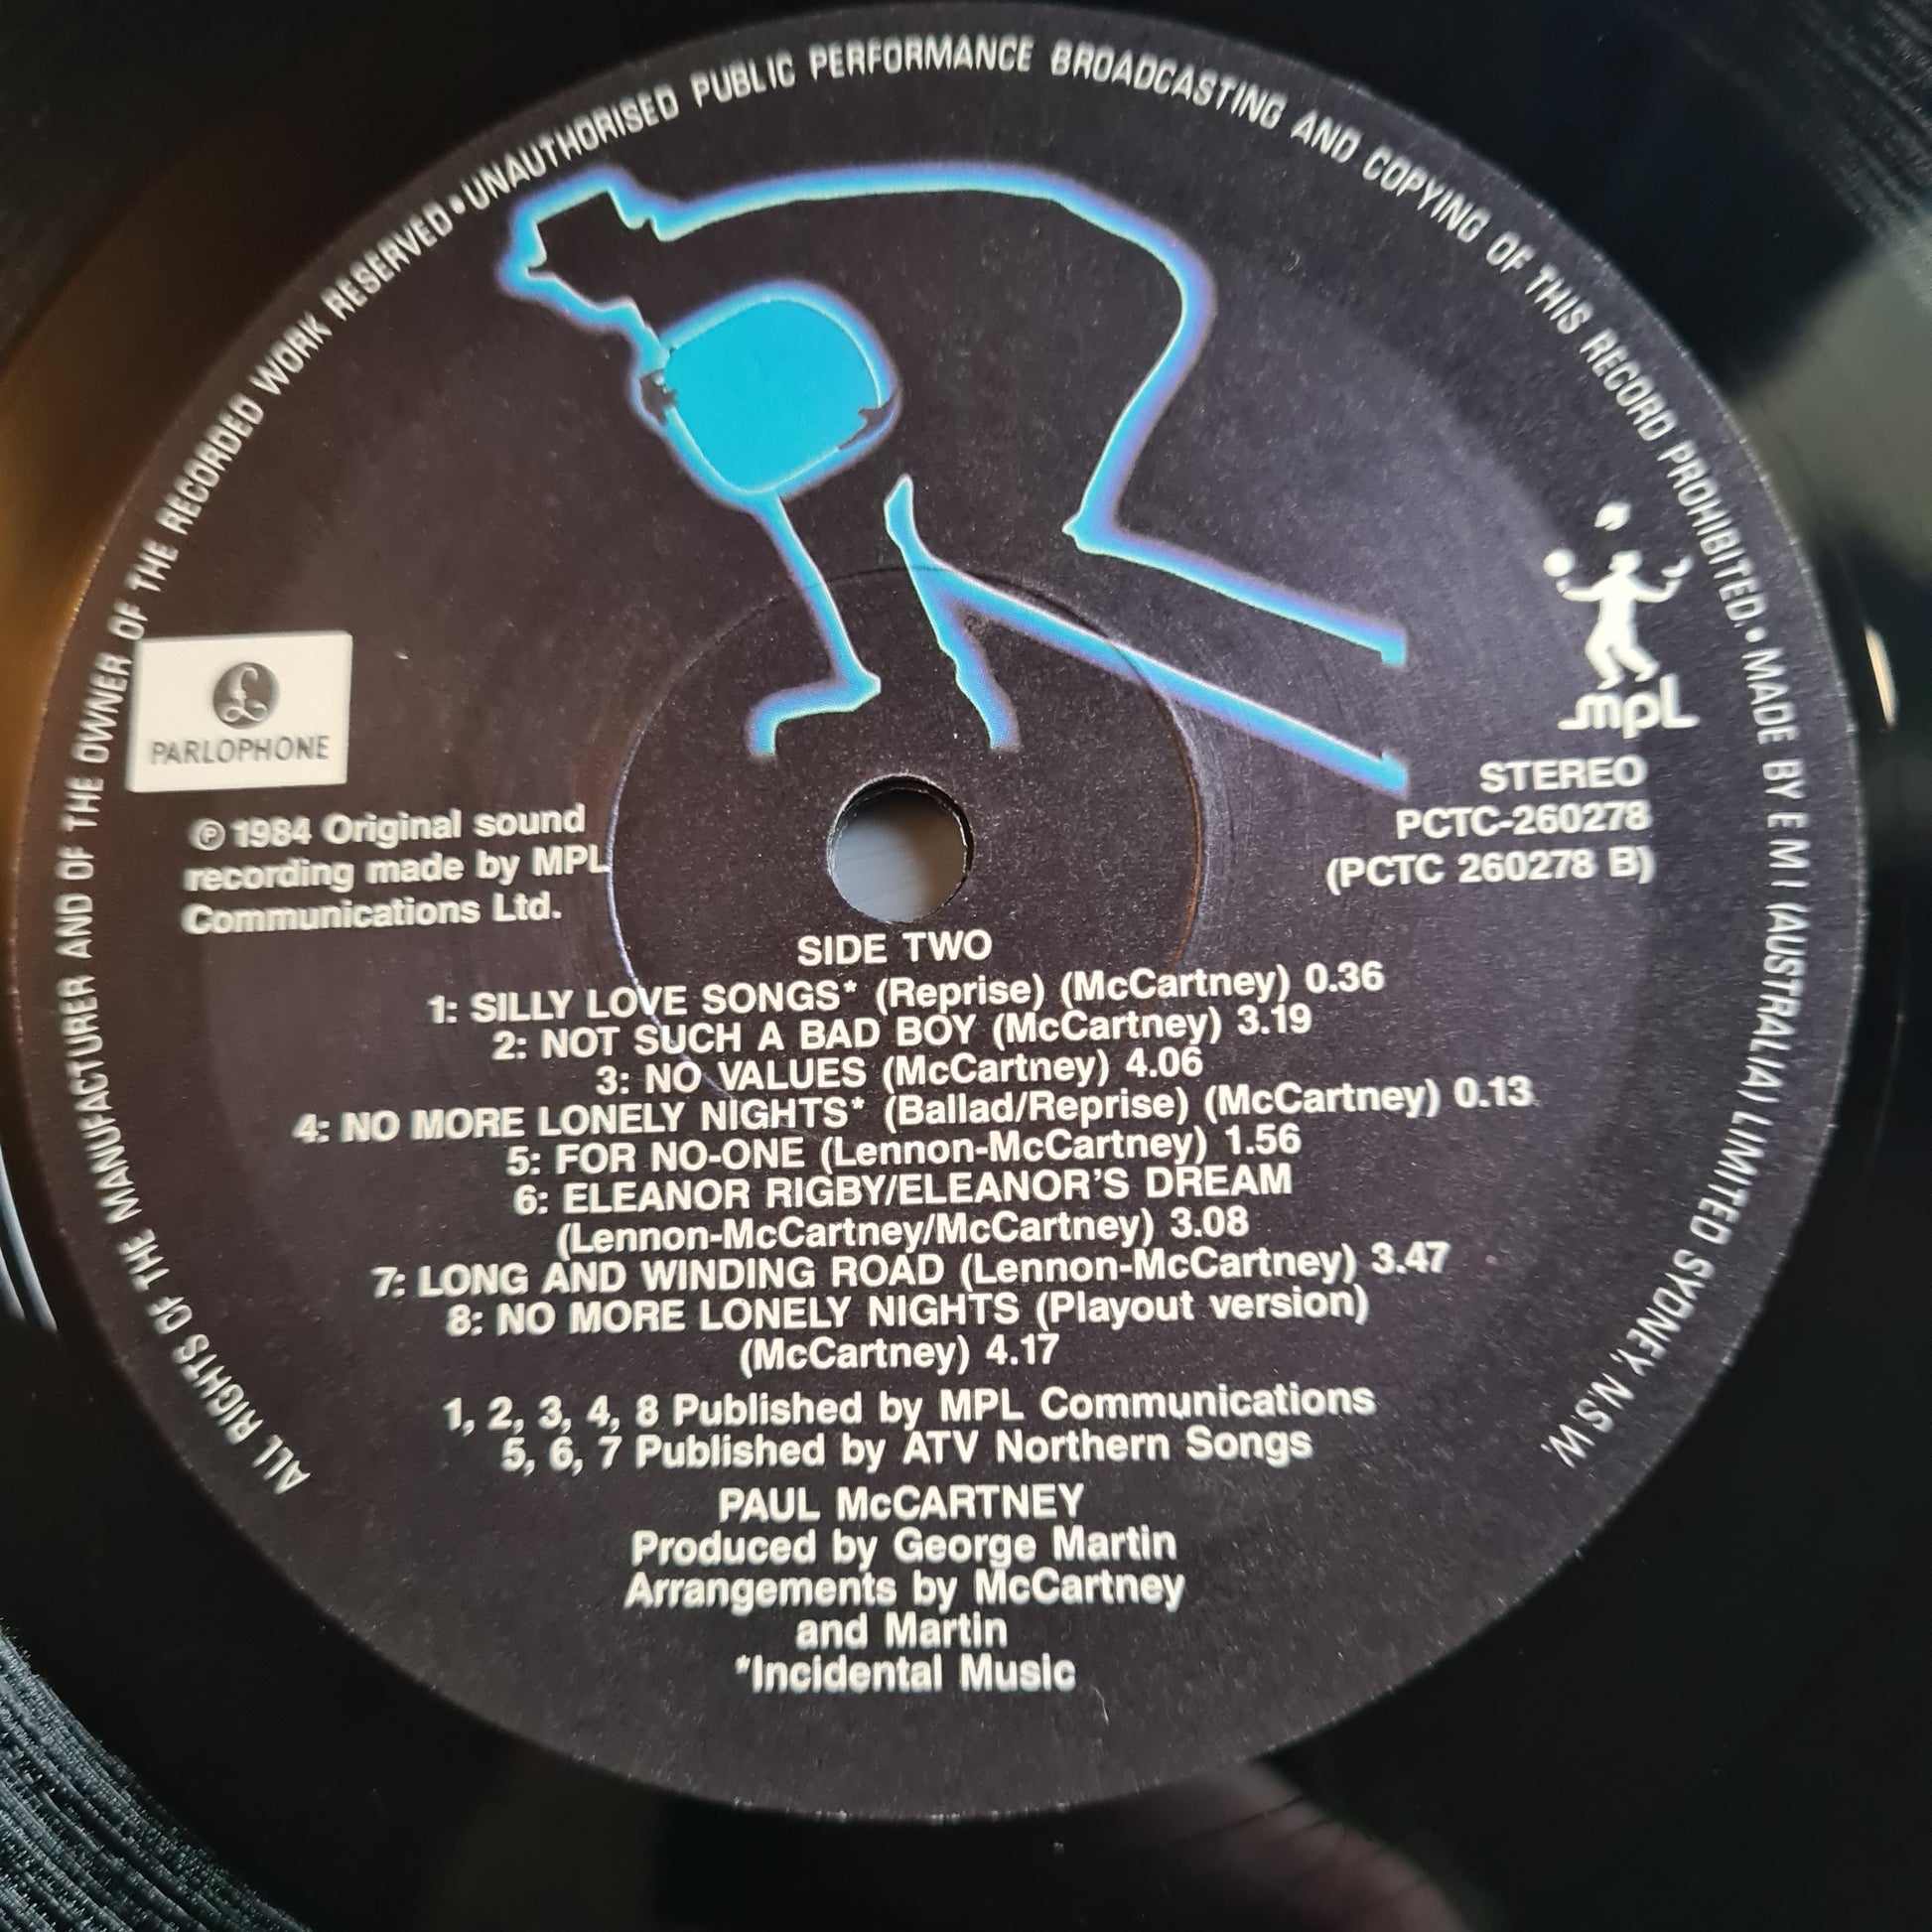 ALL RIGHTS OF THE MANUFACTURER AND OF THE OWNER OF THE RECORDED WORK RESERVED • UNAUTHORISED PUBLIC PERFORMANCE BROADCASTING AND COPYING OF THIS RECORD PROHIBITED. • MADE BY E M I (AUSTRALIA) LIMITED SYDNEY, N.S.W.
£
PARLOPHONE
℗ 1984 Original sound
recording made by MPL
Communications Ltd.
mpL
STEREO
PCTC-260278
(PCTC 260278 B)
SIDE TWO
1: SILLY LOVE SONGS* (Reprise) (McCartney) 0.36
2: NOT SUCH A BAD BOY (McCartney) 3.19
3: NO VALUES (McCartney) 4.06
4: NO MORE LONELY NIGHTS* (Ballad/Reprise) (McCartney) 0.13
5: FOR NO-ONE (Lennon-McCartney) 1.56
6: ELEANOR RIGBY/ELEANOR'S DREAM
(Lennon-McCartney/McCartney) 3.08
7: LONG AND WINDING ROAD (Lennon-McCartney) 3.47
8: NO MORE LONELY NIGHTS (Playout version)
(McCartney) 4.17
1, 2, 3, 4, 8 Published by MPL Communications
5, 6, 7 Published by ATV Northern Songs
PAUL McCARTNEY
Produced by George Martin
Arrangements by McCartney
and Martin
*Incidental Music